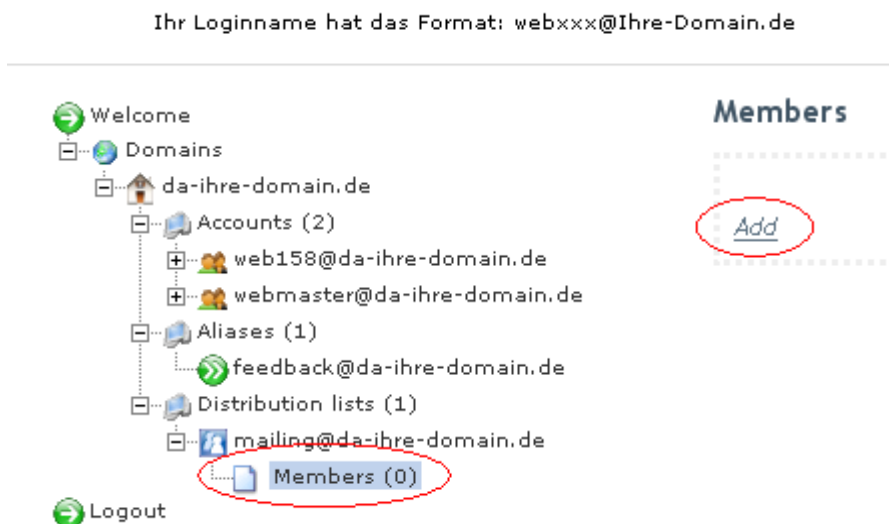 Ihr Loginname hat das Format: webxxx@Ihre-Domain.de
Welcome
Domains
da-ihre-domain.de
Accounts (2)
web158@da-ihre-domain.de
webmaster@da-ihre-domain.de
Aliases (1)
feedback@da-ihre-domain.de
Distribution lists (1)
mailing@da-ihre-domain.de
Members (0)
Logout
Members
Add